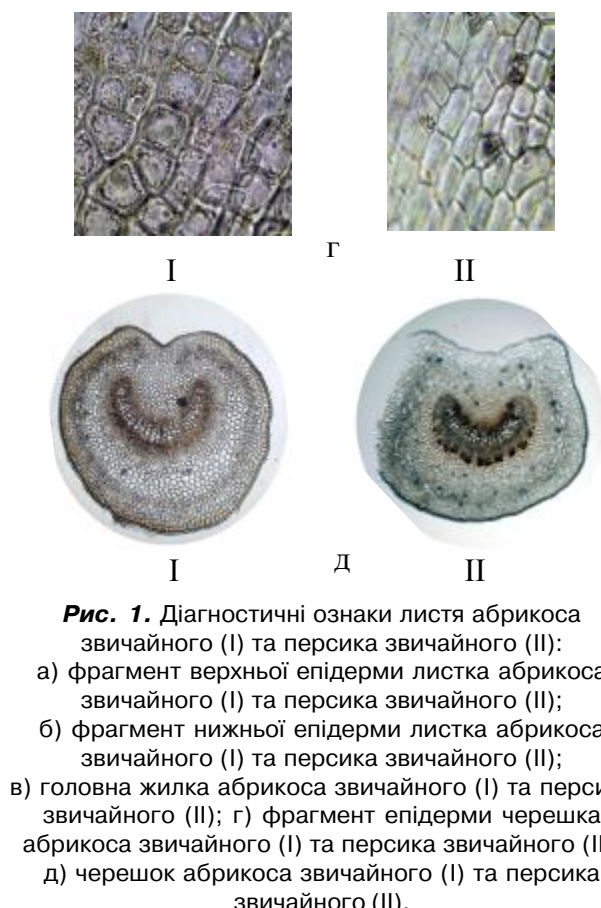 г
I II
д
I II
Рис. 1. Діагностичні ознаки листя абрикоса
звичайного (I) та персика звичайного (II):
а) фрагмент верхньої епідерми листка абрикоса
звичайного (I) та персика звичайного (II);
б) фрагмент нижньої епідерми листка абрикоса
звичайного (I) та персика звичайного (II);
в) головна жилка абрикоса звичайного (I) та перси
звичайного (II); г) фрагмент епідерми черешка
абрикоса звичайного (I) та персика звичайного (II
д) черешок абрикоса звичайного (I) та персика
звичайного (II).